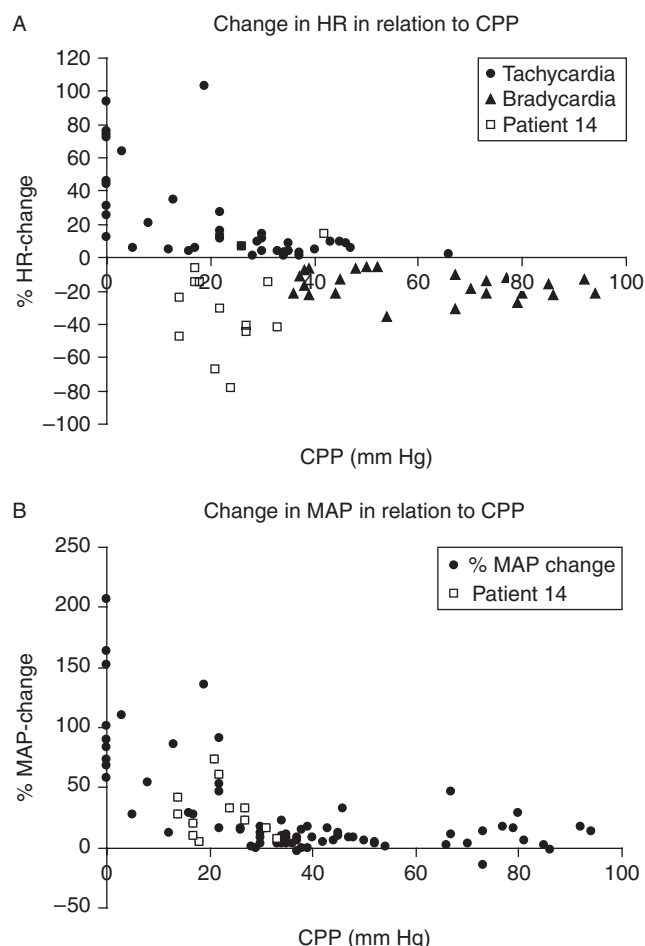 A
Change in HR in relation to CPP
Tachycardia
Bradycardia
Patient 14
120
100
80
60
40
20
0
−20
−40
−60
−80
−100
0
20
40
60
80
100
% HR-change
CPP (mm Hg)
B
Change in MAP in relation to CPP
% MAP change
Patient 14
250
200
150
100
50
0
−50
0
20
40
60
80
100
% MAP-change
CPP (mm Hg)